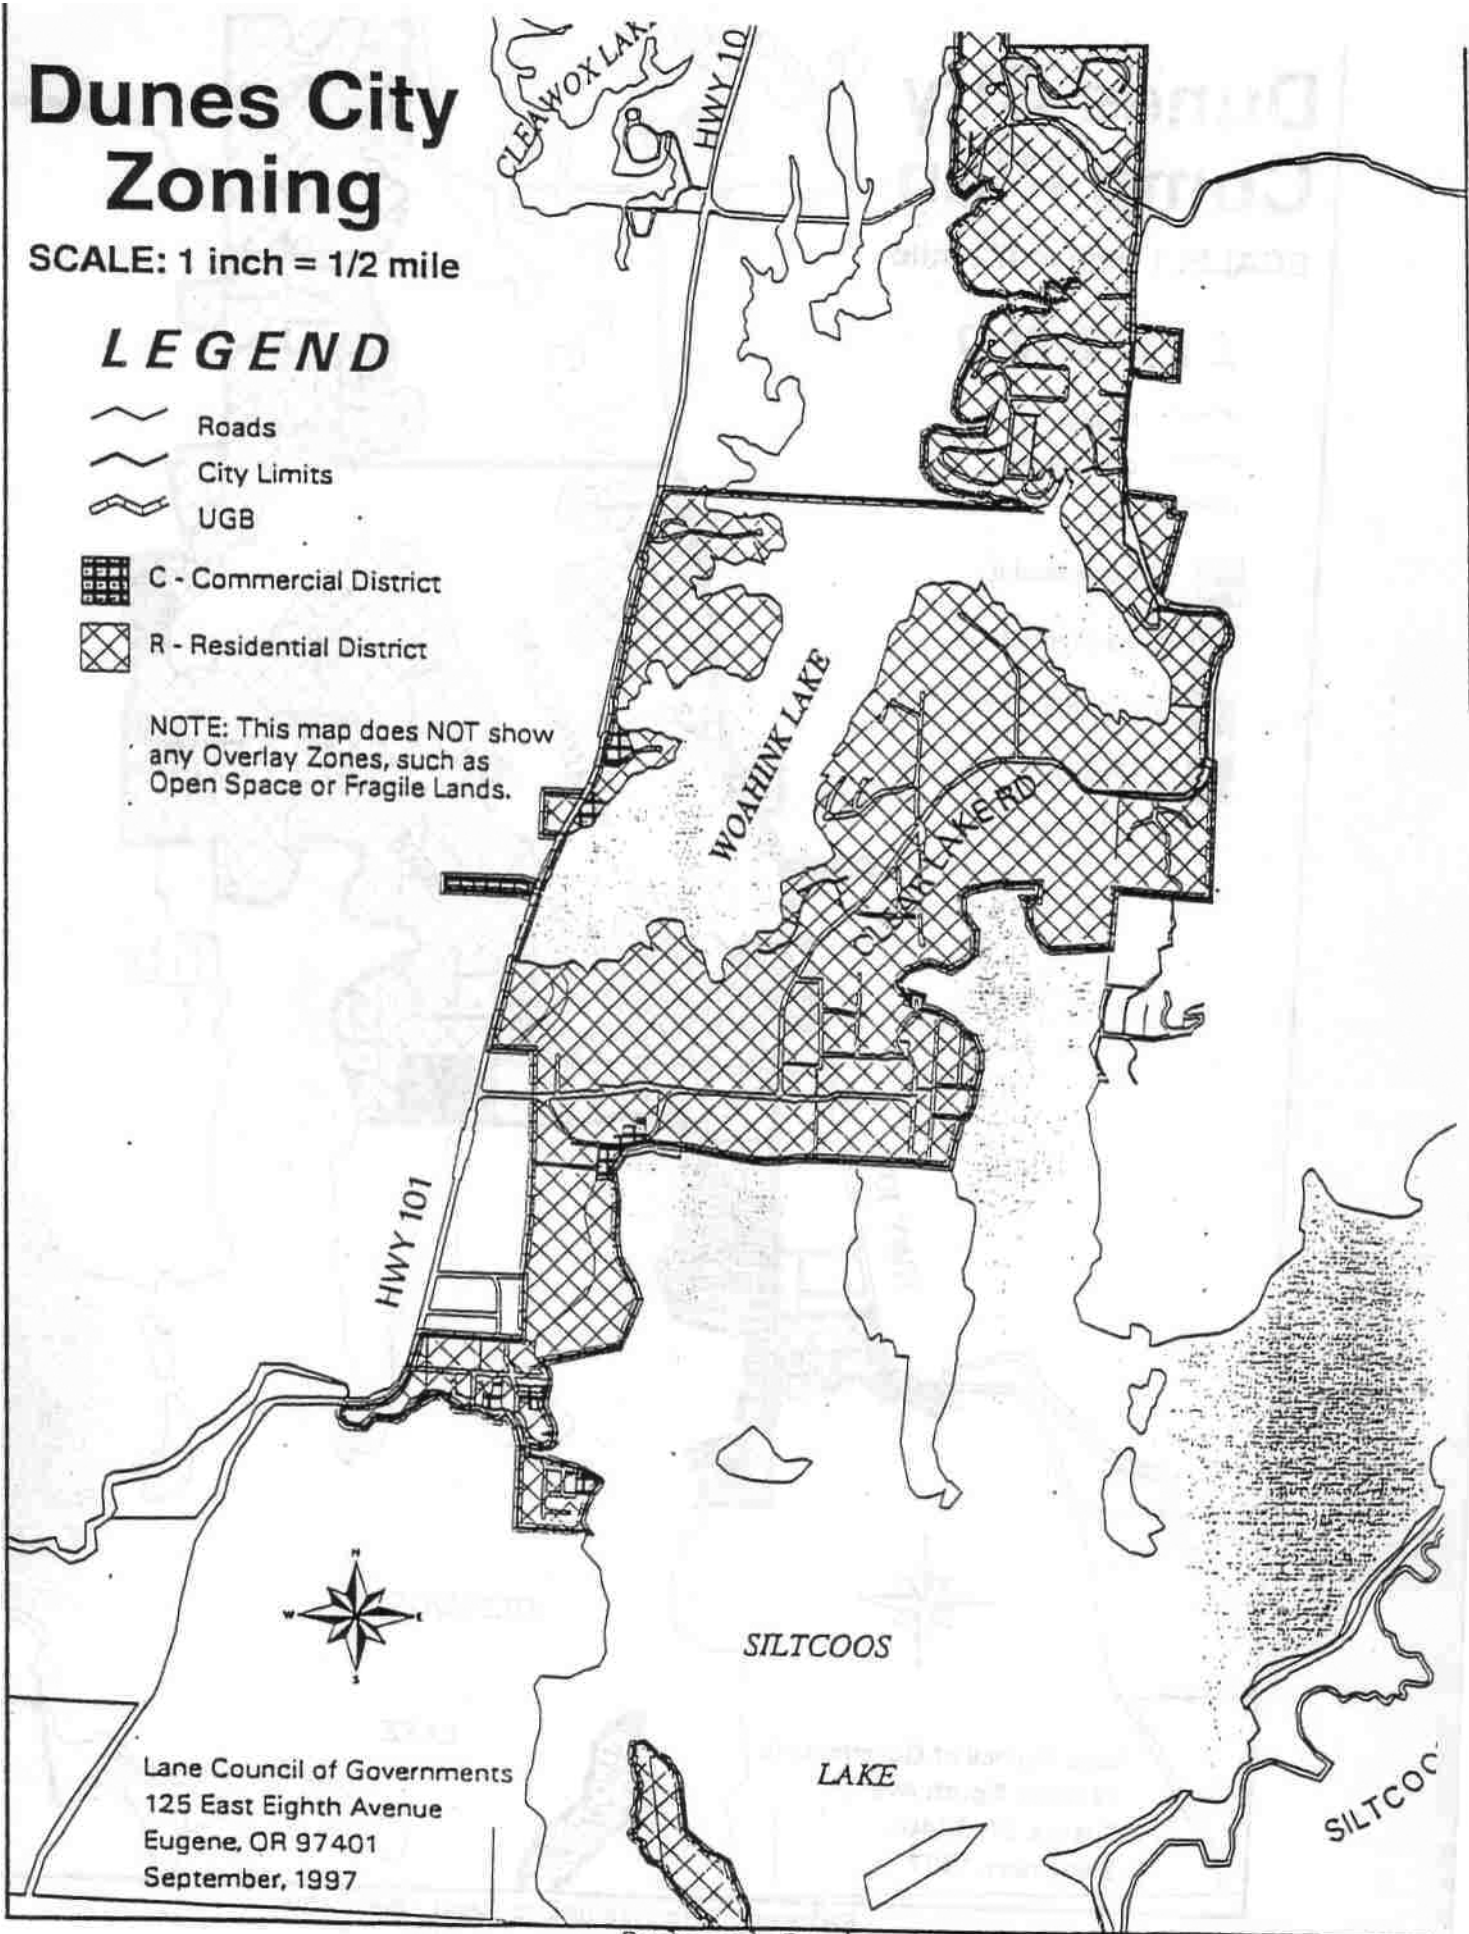 Dunes City
Zoning
SCALE: 1 inch = 1/2 mile
LEGEND
Roads
City Limits
UGB
C - Commercial District
R - Residential District
NOTE: This map does NOT show
any Overlay Zones, such as
Open Space or Fragile Lands.
CLEAWOX LAKE
HWY 10
WOAHINK LAKE
CLEAR LAKE RD
HWY 101
N
W
E
S
SILTCOOS
LAKE
SILTCOO
Lane Council of Governments
125 East Eighth Avenue
Eugene, OR 97401
September, 1997